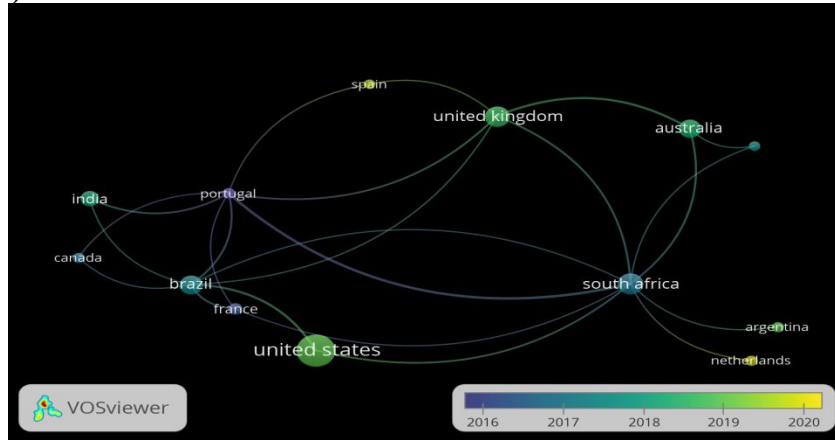 spain
united kingdom
australia
portugal
india
canada
brazil
south africa
france
argentina
united states
netherlands
VOSviewer
2016 2017 2018 2019 2020